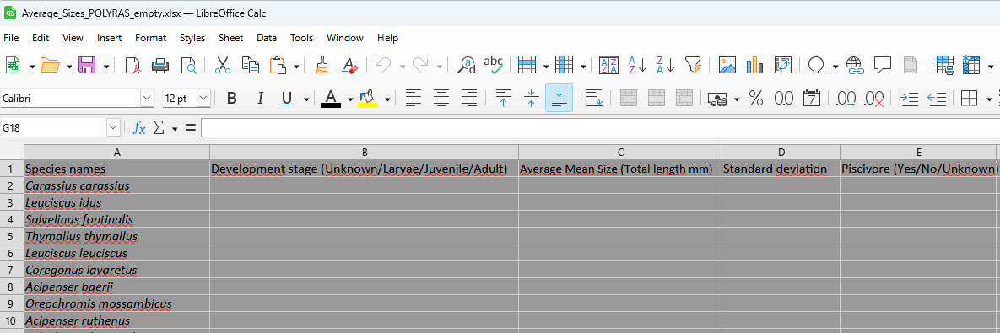 Average_Sizes_POLYRAS_empty.xlsx — LibreOffice Calc
File Edit View Insert Format Styles Sheet Data Tools Window Help
Calibri 12 pt B I U A
G18 fx Σ =
A B C D E
1 Species names Development stage (Unknown/Larvae/Juvenile/Adult) Average Mean Size (Total length mm) Standard deviation Piscivore (Yes/No/Unknown)
2 Carassius carassius
3 Leuciscus idus
4 Salvelinus fontinalis
5 Thymallus thymallus
6 Leuciscus leuciscus
7 Coregonus lavaretus
8 Acipenser baerii
9 Oreochromis mossambicus
10 Acipenser ruthenus